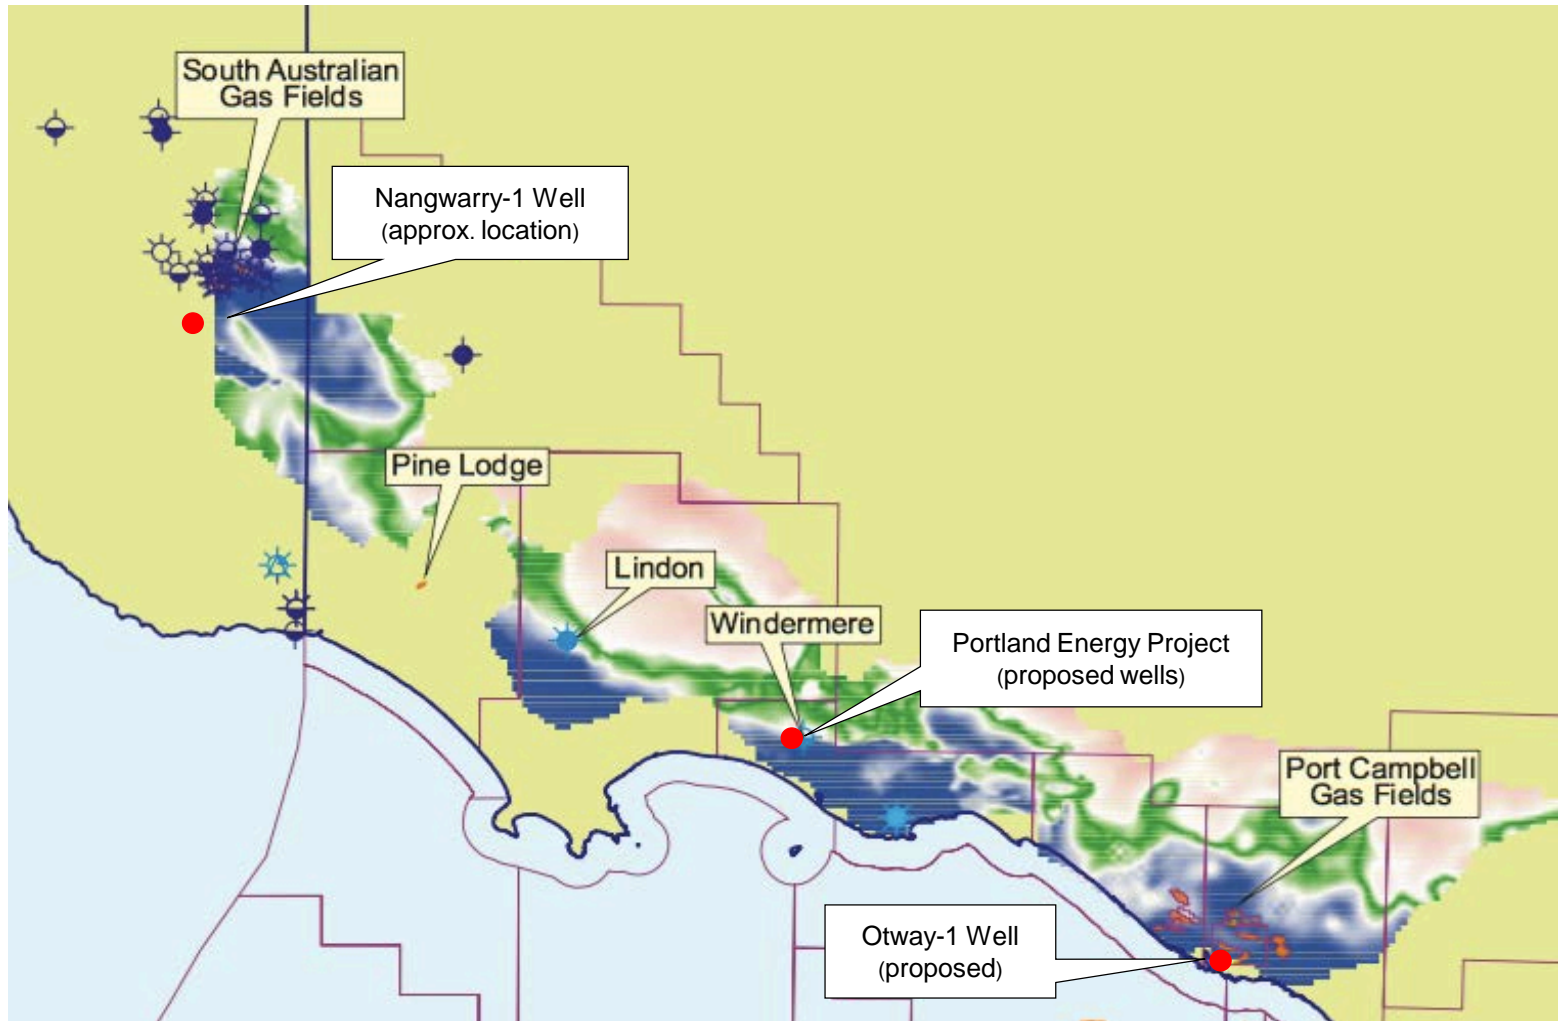 South Australian
Gas Fields
Nangwarry-1 Well
(approx. location)
Pine Lodge
Lindon
Windermere
Portland Energy Project
(proposed wells)
Port Campbell
Gas Fields
Otway-1 Well
(proposed)